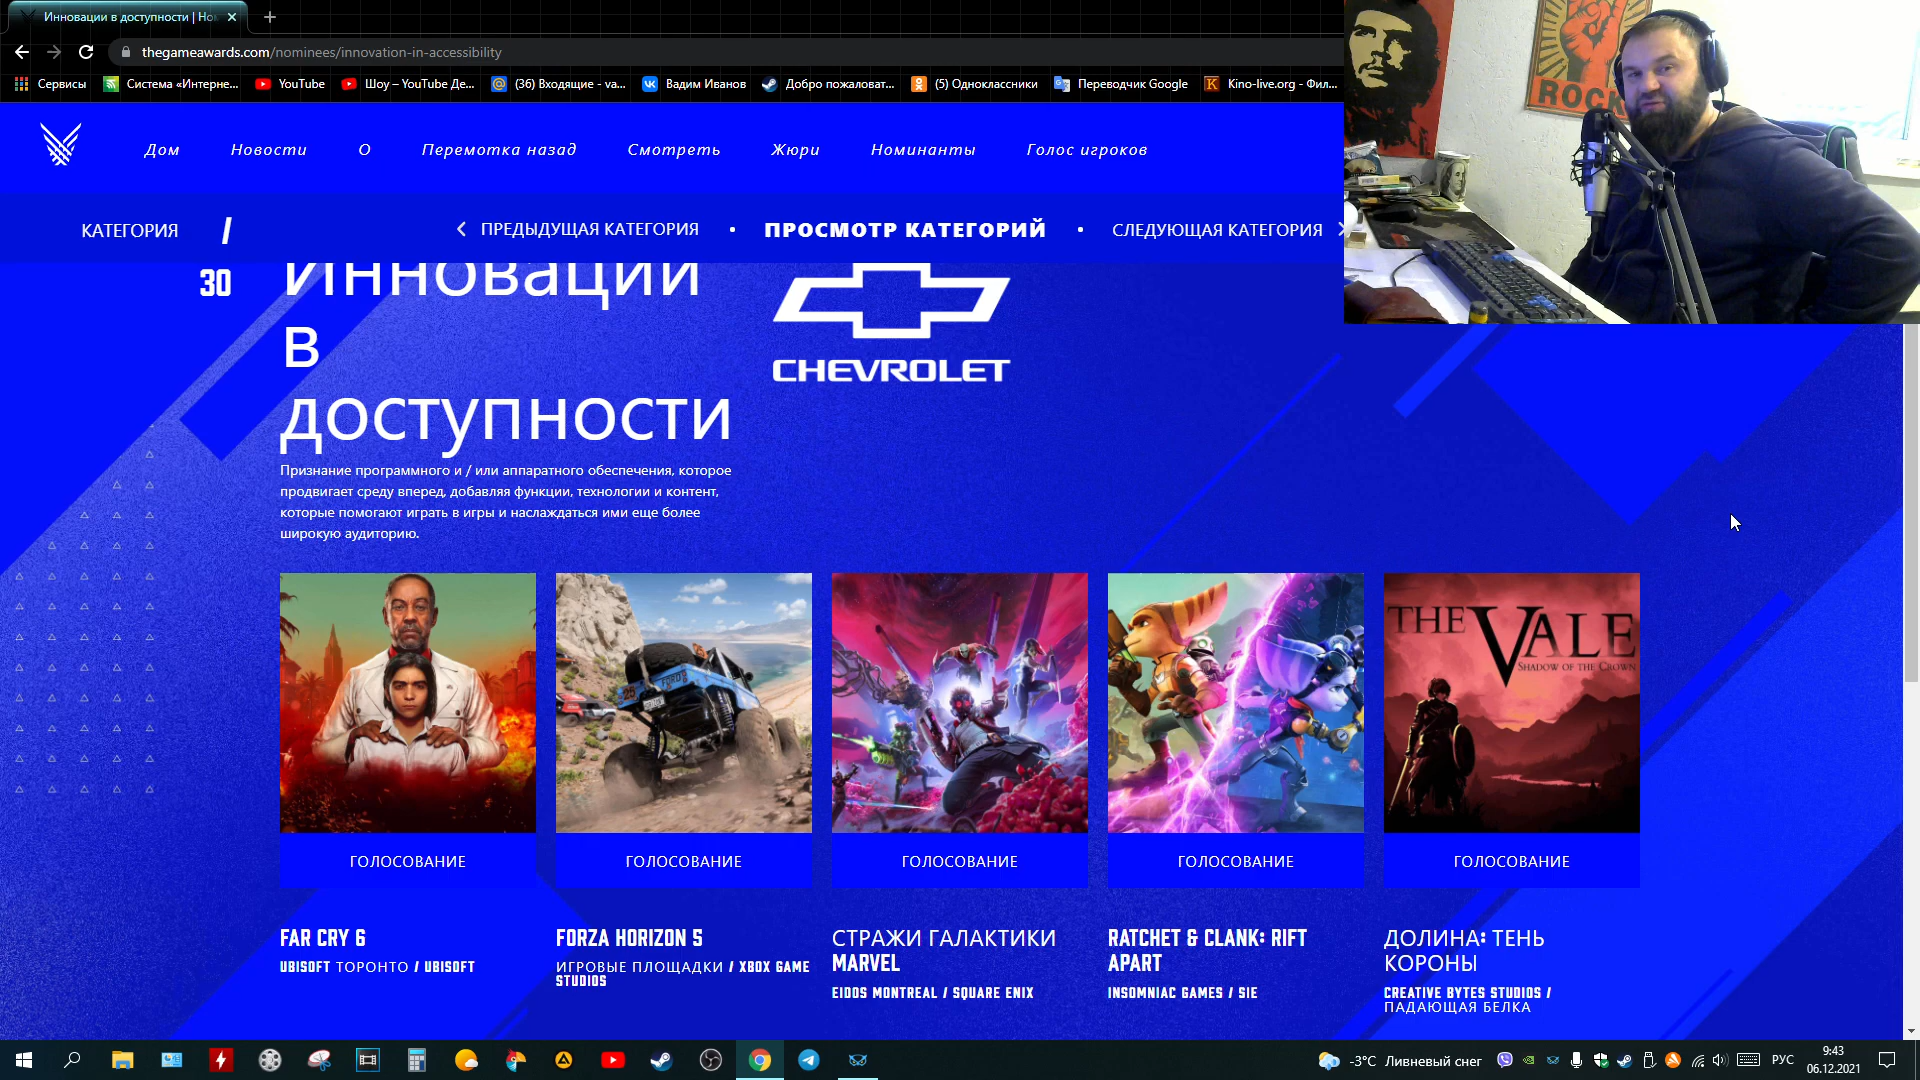 Инновации в доступности | Ном
thegameawards.com/nominees/innovation-in-accessibility
Сервисы
Система «Интерне...
YouTube
Шоу – YouTube Де...
(36) Входящие - va...
Вадим Иванов
Добро пожаловат...
(5) Одноклассники
Переводчик Google
Kino-live.org - Фил...
ROCK
Дом
Новости
О
Перемотка назад
Смотреть
Жюри
Номинанты
Голос игроков
КАТЕГОРИЯ
/
30
ПРЕДЫДУЩАЯ КАТЕГОРИЯ
ПРОСМОТР КАТЕГОРИЙ
СЛЕДУЮЩАЯ КАТЕГОРИЯ
Инновации
в
доступности
CHEVROLET
Признание программного и / или аппаратного обеспечения, которое
продвигает среду вперед, добавляя функции, технологии и контент,
которые помогают играть в игры и наслаждаться ими еще более
широкую аудиторию.
THE VALE
SHADOW OF THE CROWN
ГОЛОСОВАНИЕ
ГОЛОСОВАНИЕ
ГОЛОСОВАНИЕ
ГОЛОСОВАНИЕ
ГОЛОСОВАНИЕ
FAR CRY 6
UBISOFT ТОРОНТО / UBISOFT
FORZA HORIZON 5
ИГРОВЫЕ ПЛОЩАДКИ / XBOX GAME
STUDIOS
СТРАЖИ ГАЛАКТИКИ
MARVEL
EIDOS MONTREAL / SQUARE ENIX
RATCHET & CLANK: RIFT
APART
INSOMNIAC GAMES / SIE
ДОЛИНА: ТЕНЬ
КОРОНЫ
CREATIVE BYTES STUDIOS /
ПАДАЮЩАЯ БЕЛКА
-3°C Ливневый снег
РУС
9:43
06.12.2021